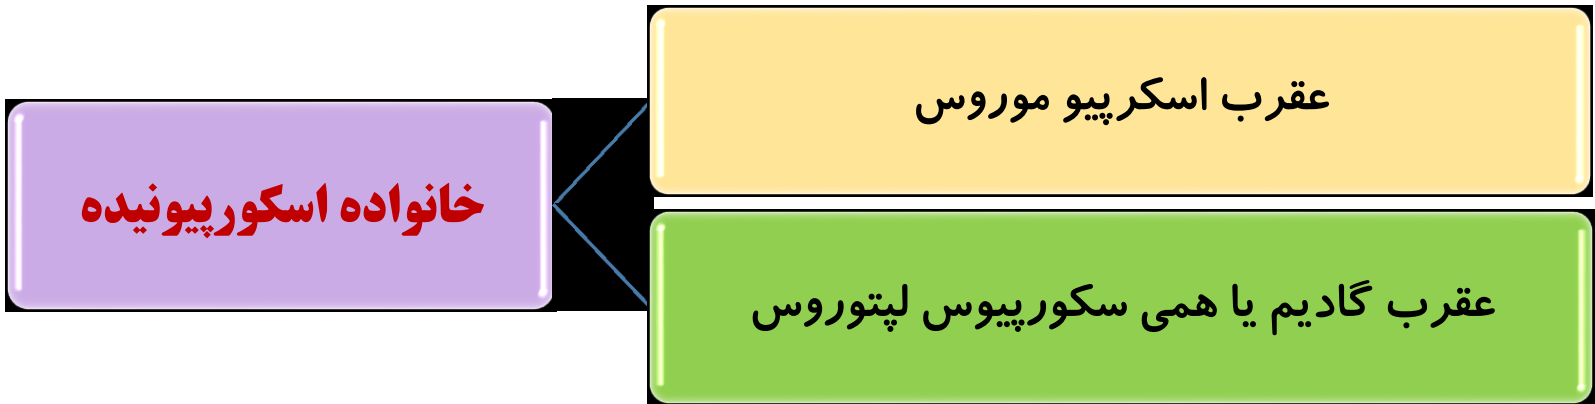 خانواده اسکورپیونیده
عقرب اسکرپیو موروس
عقرب گادیم یا همی سکورپیوس لپتوروس